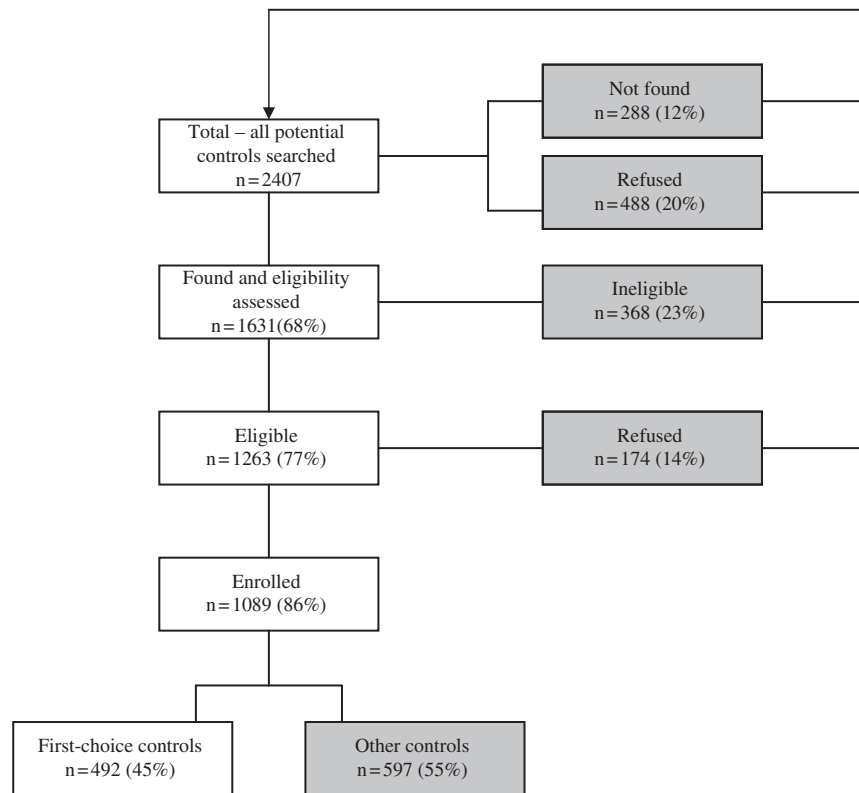 Total – all potential
controls searched
n=2407
Not found
n=288 (12%)
Refused
n=488 (20%)
Found and eligibility
assessed
n=1631(68%)
Ineligible
n=368 (23%)
Eligible
n=1263 (77%)
Refused
n=174 (14%)
Enrolled
n=1089 (86%)
First-choice controls
n=492 (45%)
Other controls
n=597 (55%)